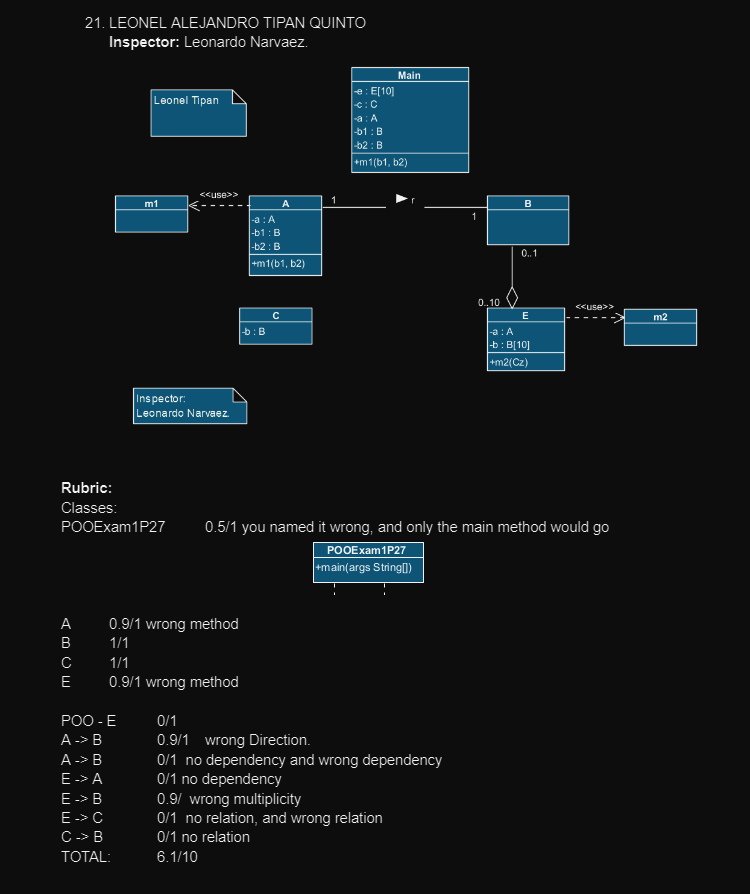 21. LEONEL ALEJANDRO TIPAN QUINTO
Inspector: Leonardo Narvaez.
Main
-e : E[10]
-c : C
-a : A
-b1 : B
-b2 : B
+m1(b1, b2)
Leonel Tipan
<<use>>
m1
A
-a : A
-b1 : B
-b2 : B
+m1(b1, b2)
1
r
1
B
0..1
0..10
C
-b : B
E
-a : A
-b : B[10]
+m2(Cz)
<<use>>
m2
Inspector:
Leonardo Narvaez.
Rubric:
Classes:
POOExam1P27 0.5/1 you named it wrong, and only the main method would go
POOExam1P27
+main(args String[])
A 0.9/1 wrong method
B 1/1
C 1/1
E 0.9/1 wrong method
POO - E 0/1
A -> B 0.9/1 wrong Direction.
A -> B 0/1 no dependency and wrong dependency
E -> A 0/1 no dependency
E -> B 0.9/ wrong multiplicity
E -> C 0/1 no relation, and wrong relation
C -> B 0/1 no relation
TOTAL: 6.1/10